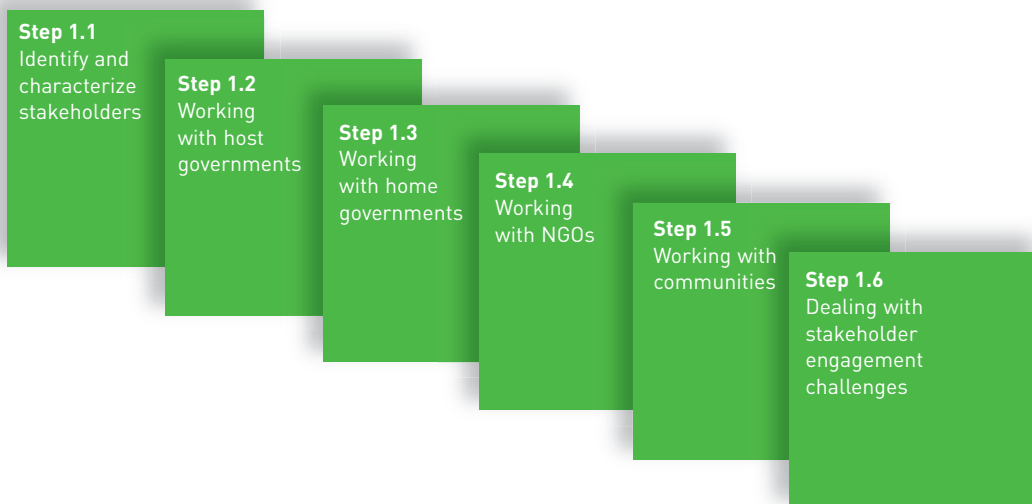 Step 1.1
Identify and
characterize
stakeholders
Step 1.2
Working
with host
governments
Step 1.3
Working
with home
governments
Step 1.4
Working
with NGOs
Step 1.5
Working with
communities
Step 1.6
Dealing with
stakeholder
engagement
challenges